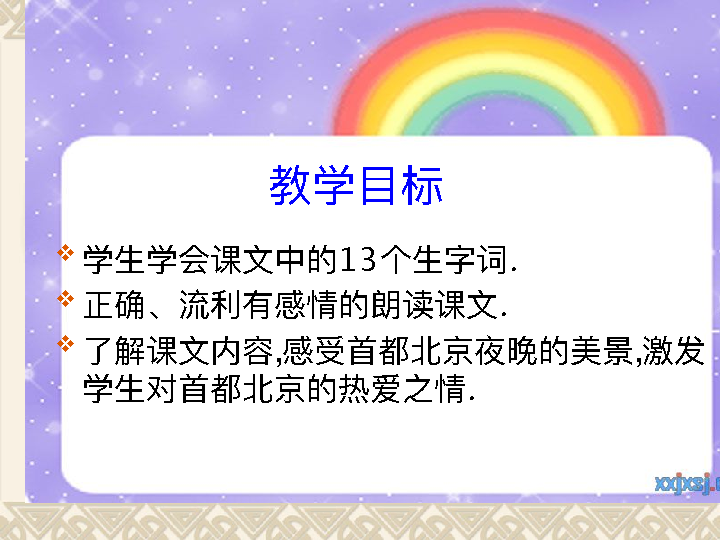 教学目标
学生学会课文中的13个生字词.
正确、流利有感情的朗读课文.
了解课文内容,感受首都北京夜晚的美景,激发
学生对首都北京的热爱之情.
xxjxsj.